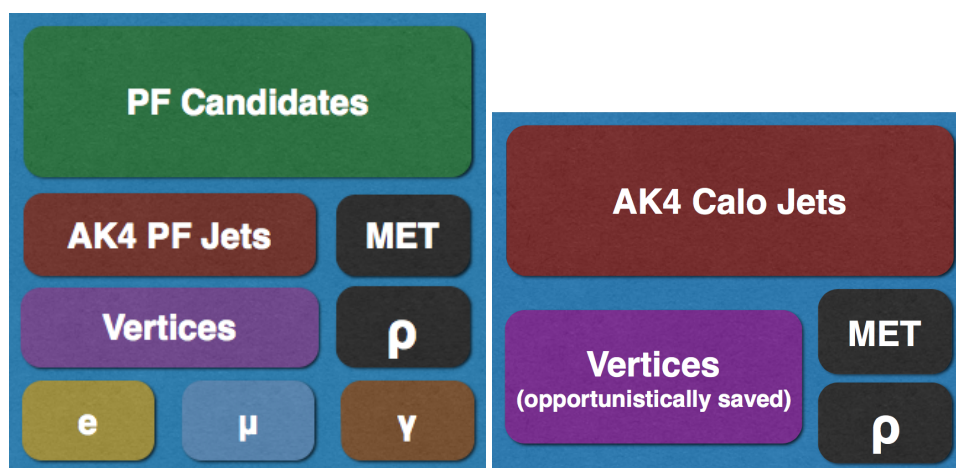 PF Candidates
AK4 PF Jets
MET
Vertices
ρ
e
μ
γ
AK4 Calo Jets
Vertices
(opportunistically saved)
MET
ρ